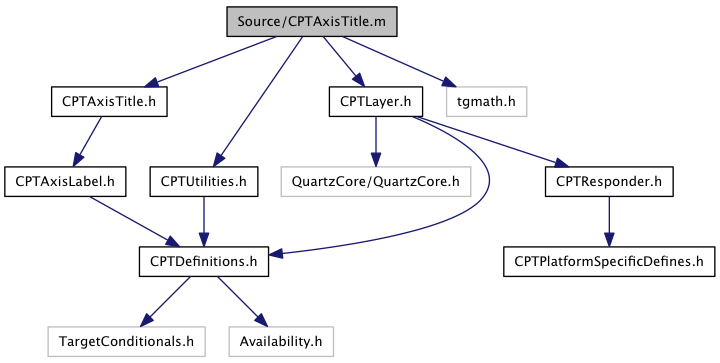 Source/CPTAxisTitle.m
CPTAxisTitle.h
CPTLayer.h
tgmath.h
CPTAxisLabel.h
CPTUtilities.h
QuartzCore/QuartzCore.h
CPTResponder.h
CPTDefinitions.h
CPTPlatformSpecificDefines.h
TargetConditionals.h
Availability.h